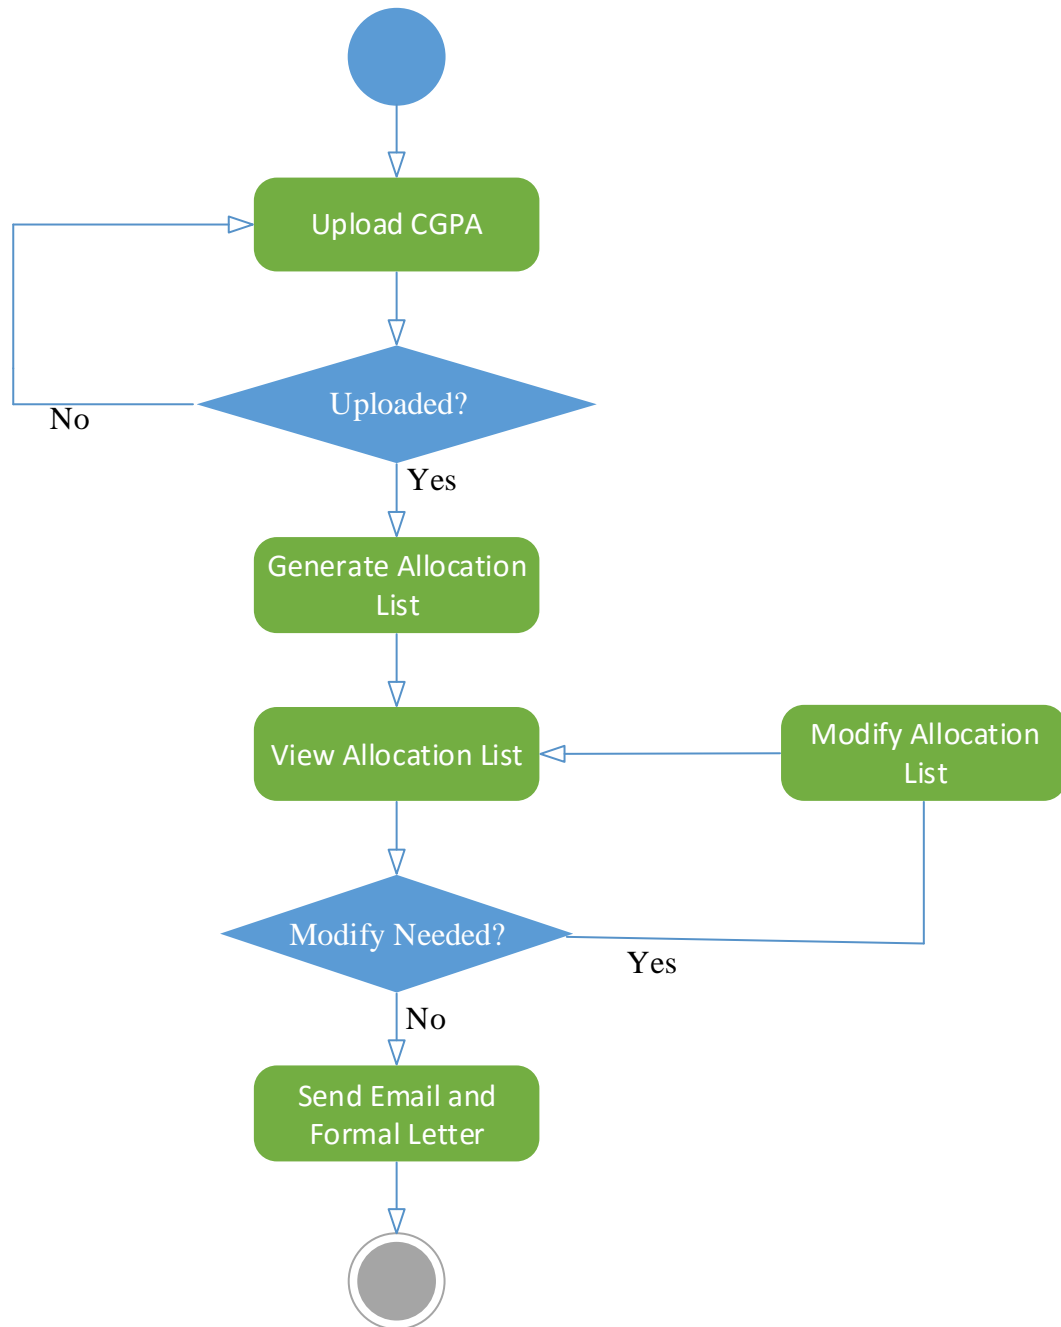 Upload CGPA
Uploaded?
No
Yes
Generate Allocation
List
View Allocation List
Modify Allocation
List
Modify Needed?
Yes
No
Send Email and
Formal Letter